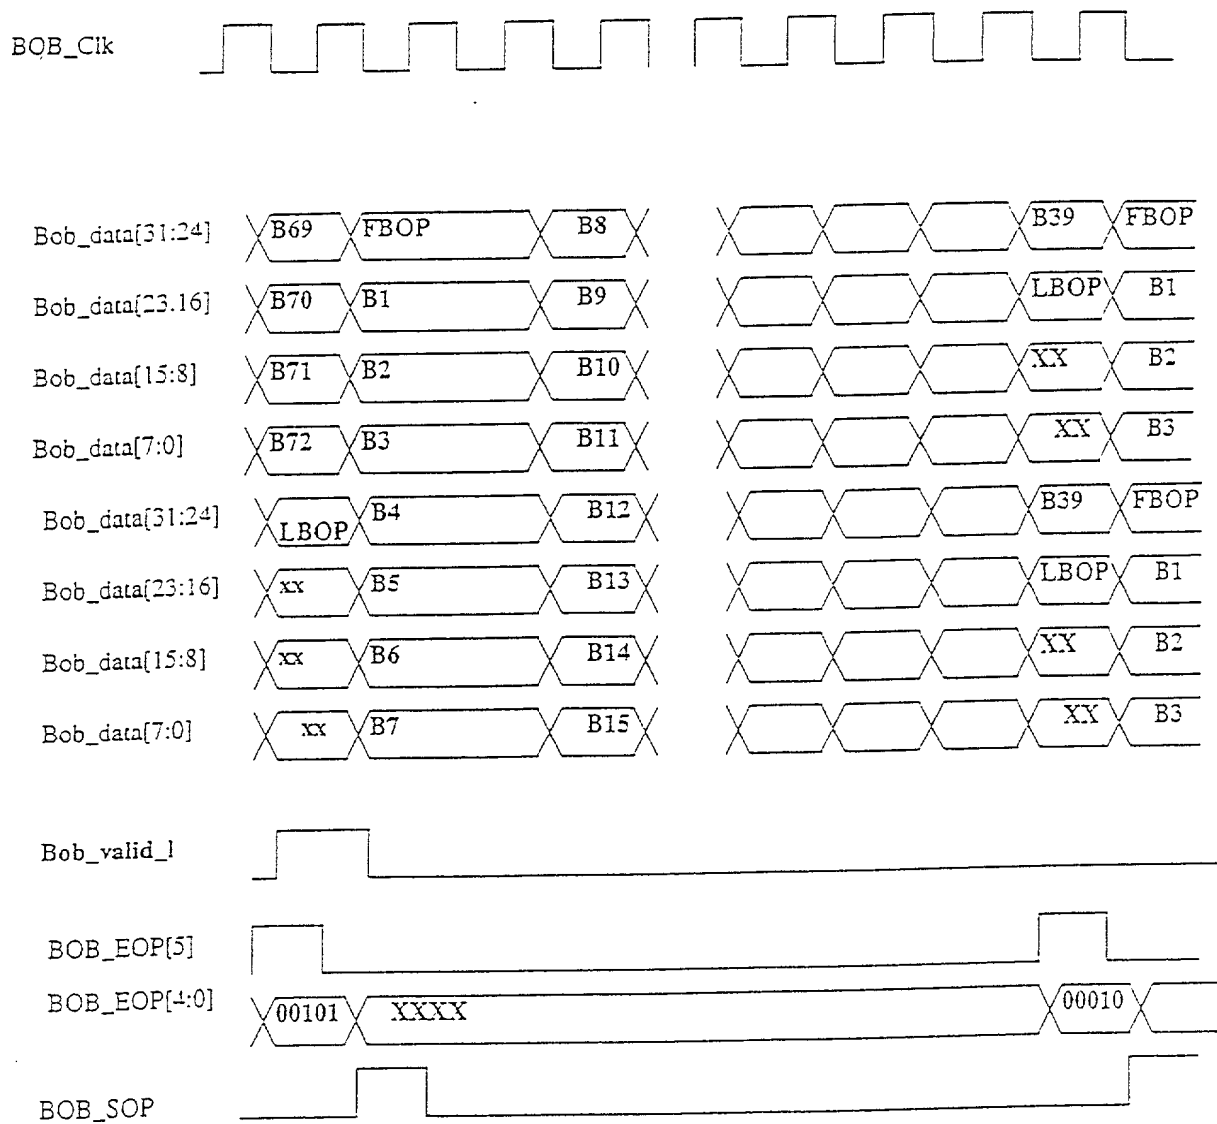 BOB_Clk
Bob_data[31:24] B69 FBOP B8 B39 FBOP
Bob_data[23.16] B70 B1 B9 LBOP B1
Bob_data[15:8] B71 B2 B10 XX B2
Bob_data[7:0] B72 B3 B11 XX B3
Bob_data[31:24] LBOP B4 B12 B39 FBOP
Bob_data[23:16] xx B5 B13 LBOP B1
Bob_data[15:8] xx B6 B14 XX B2
Bob_data[7:0] xx B7 B15 XX B3
Bob_valid_l
BOB_EOP[5]
BOB_EOP[4:0] 00101 XXXX 00010
BOB_SOP